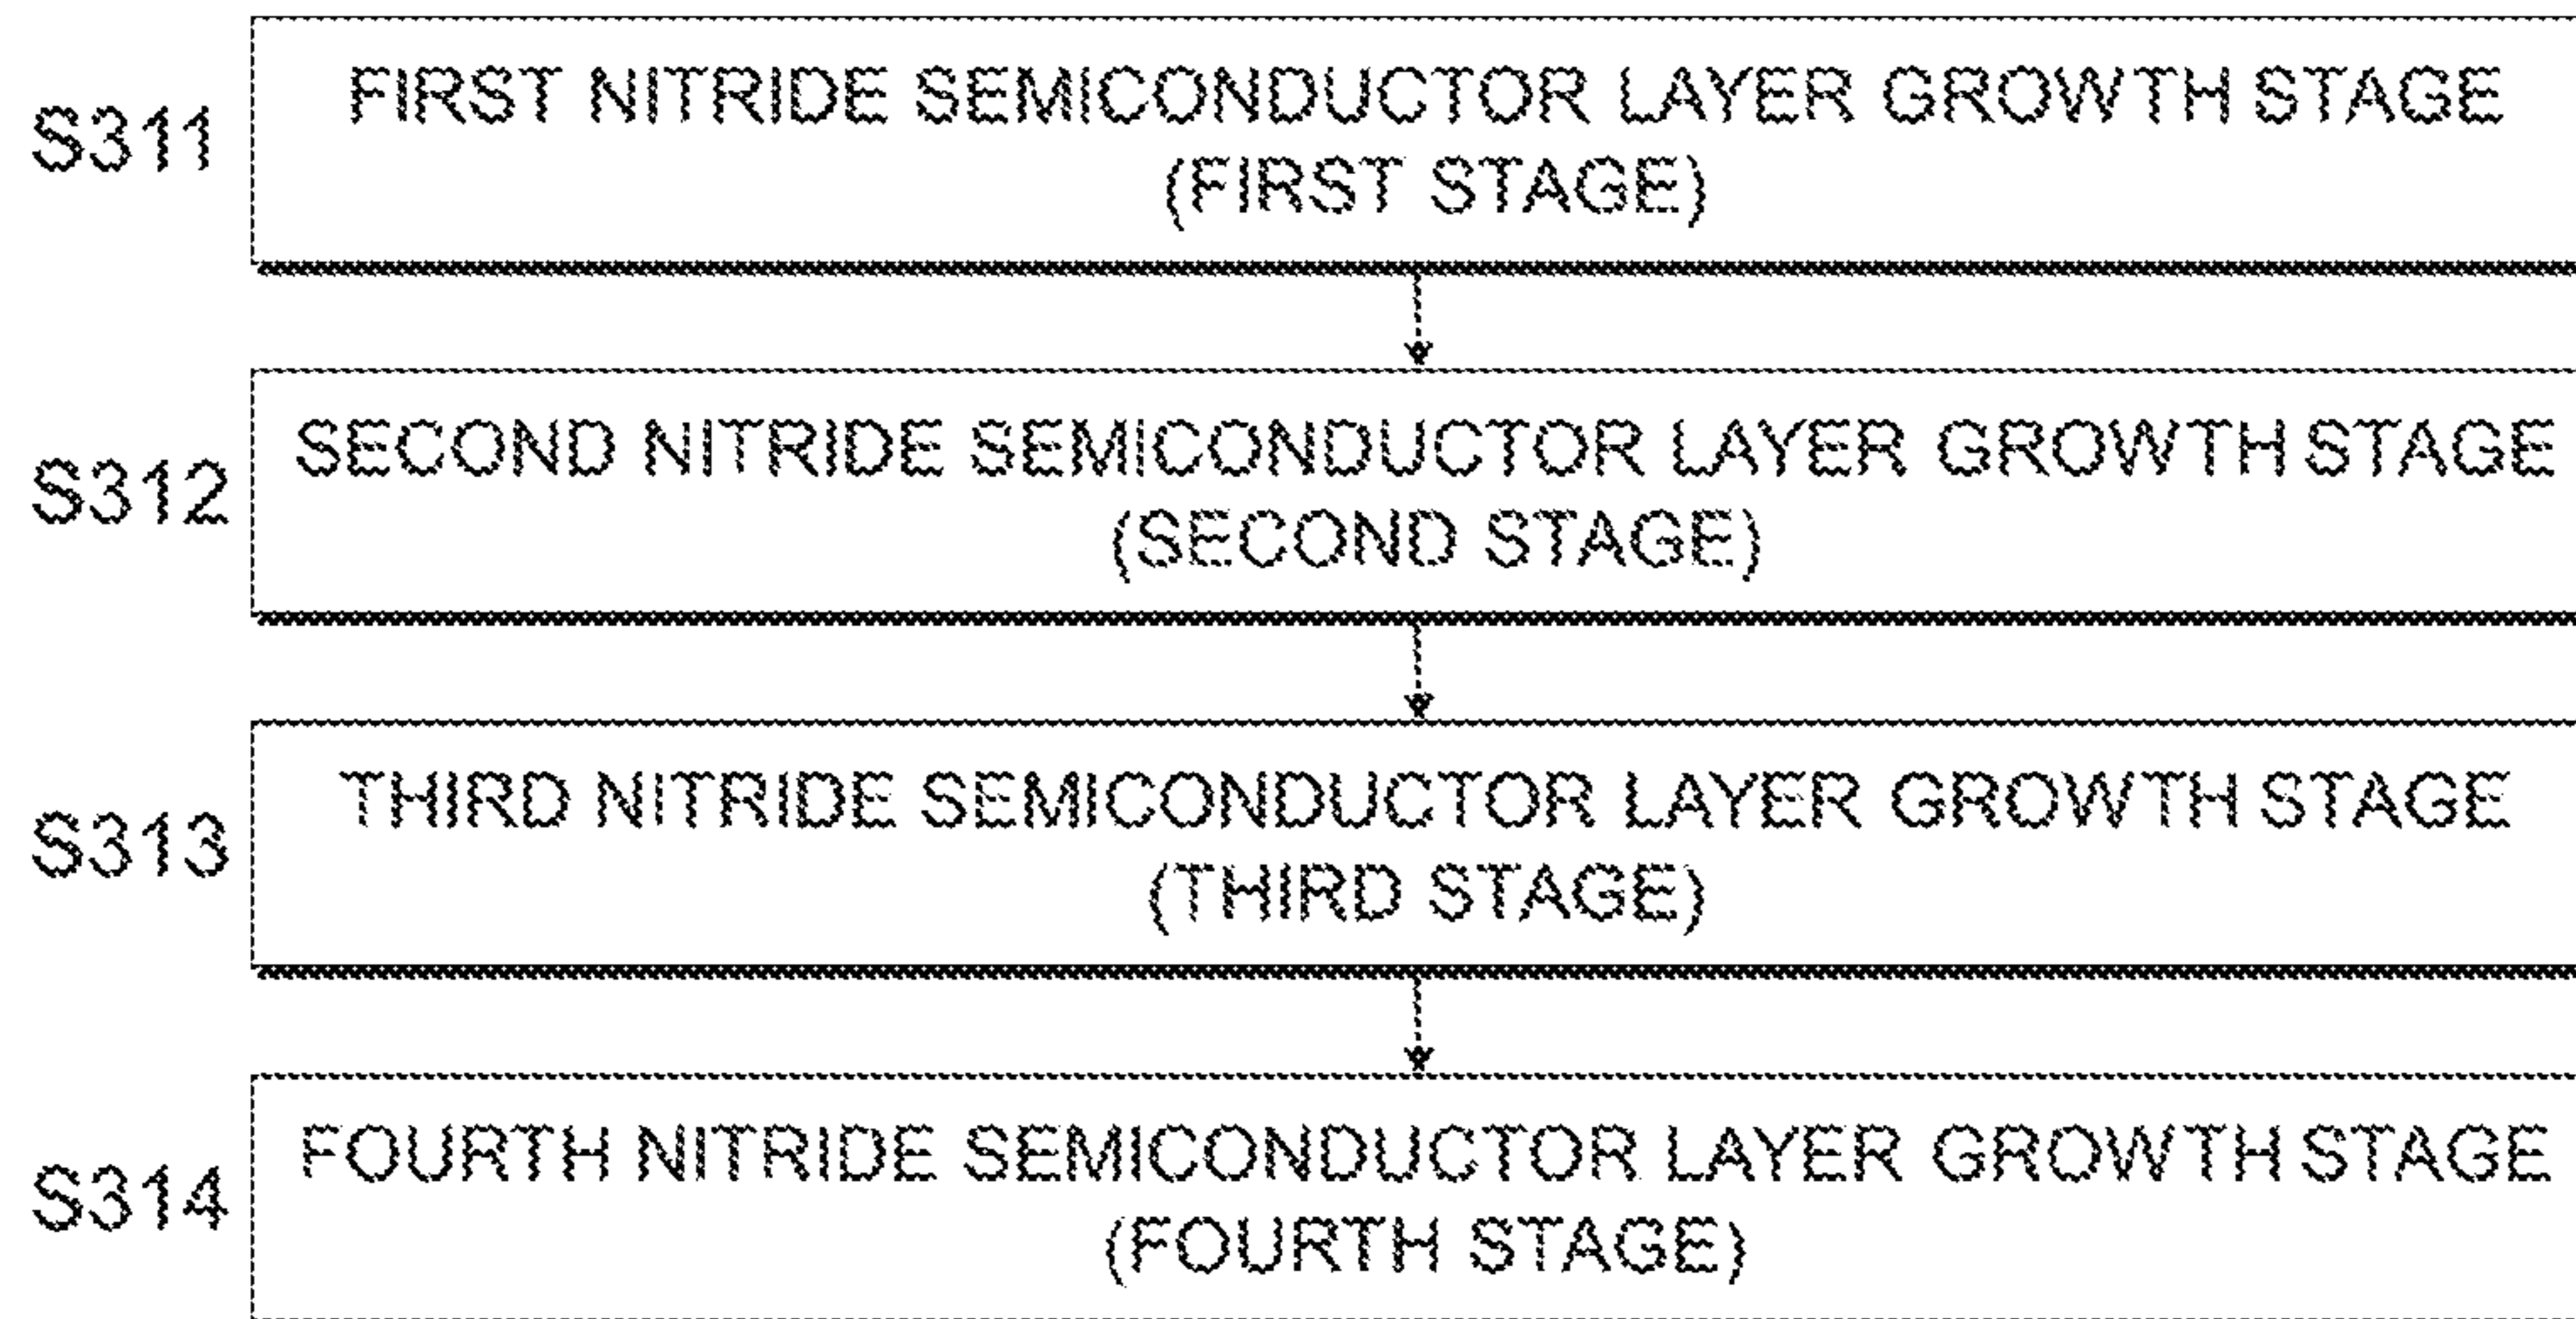 S311
FIRST NITRIDE SEMICONDUCTOR LAYER GROWTH STAGE
(FIRST STAGE)
S312
SECOND NITRIDE SEMICONDUCTOR LAYER GROWTH STAGE
(SECOND STAGE)
S313
THIRD NITRIDE SEMICONDUCTOR LAYER GROWTH STAGE
(THIRD STAGE)
S314
FOURTH NITRIDE SEMICONDUCTOR LAYER GROWTH STAGE
(FOURTH STAGE)